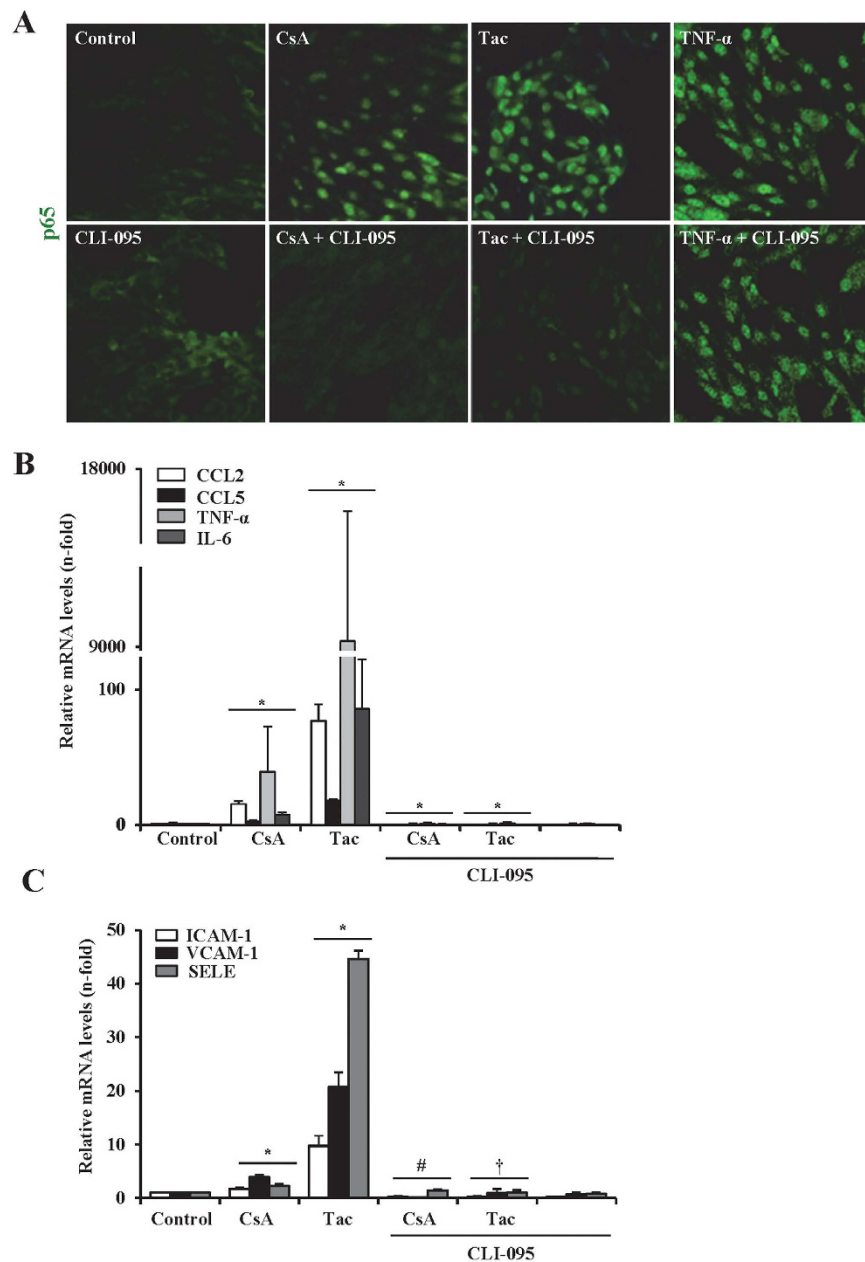 A
Control
CsA
Tac
TNF-α
p65
CLI-095
CsA + CLI-095
Tac + CLI-095
TNF-α + CLI-095
B
Relative mRNA levels (n-fold)
18000
9000
100
0
CCL2
CCL5
TNF-α
IL-6
*
*
*
*
Control
CsA
Tac
CsA
Tac
CLI-095
C
Relative mRNA levels (n-fold)
50
40
30
20
10
0
ICAM-1
VCAM-1
SELE
*
*
#
†
Control
CsA
Tac
CsA
Tac
CLI-095